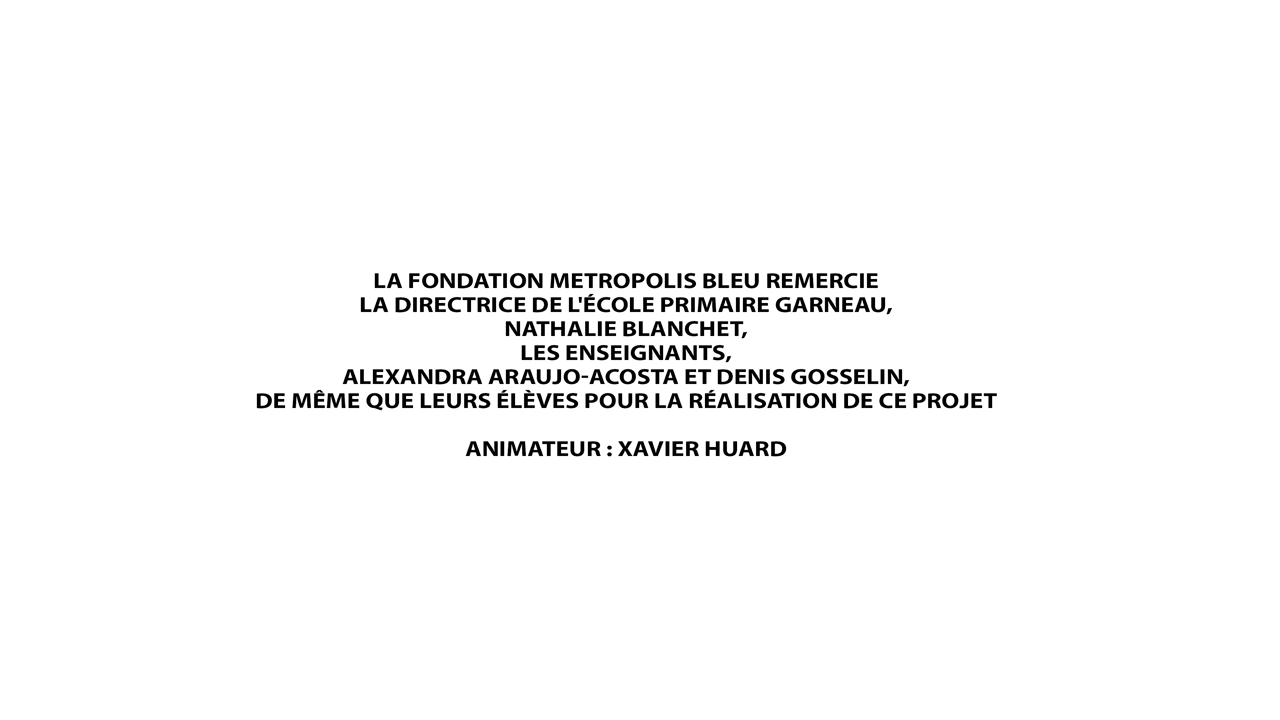 LA FONDATION METROPOLIS BLEU REMERCIE
LA DIRECTRICE DE L'ÉCOLE PRIMAIRE GARNEAU,
NATHALIE BLANCHET,
LES ENSEIGNANTS,
ALEXANDRA ARAUJO-ACOSTA ET DENIS GOSSELIN,
DE MÊME QUE LEURS ÉLÈVES POUR LA RÉALISATION DE CE PROJET
ANIMATEUR : XAVIER HUARD